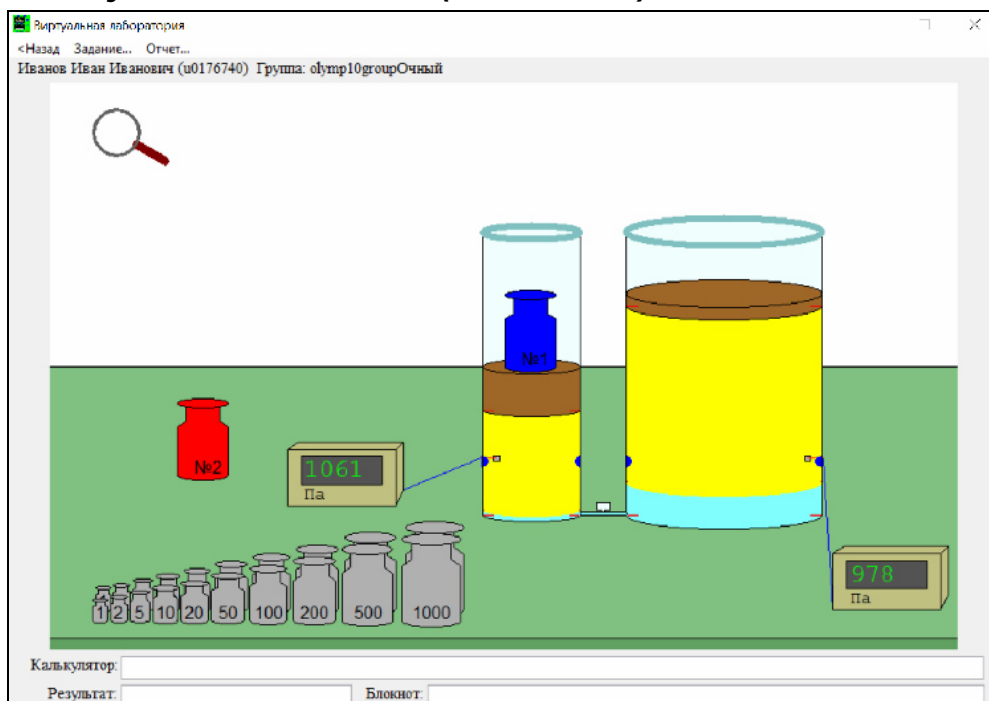 Виртуальная лаборатория
<Назад Задание... Отчет...
Иванов Иван Иванович (u0176740) Группа: olymp10groupОчный
№1
№2
1061
Па
978
Па
1 2 5 10 20 50 100 200 500 1000
Калькулятор:
Результат: Блокнот: